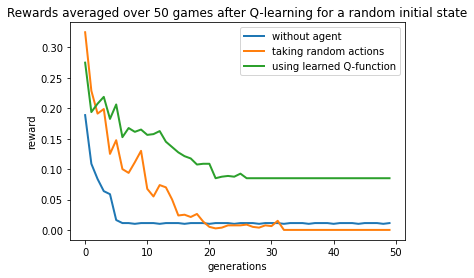 Rewards averaged over 50 games after Q-learning for a random initial state
without agent
taking random actions
using learned Q-function
reward
0.30
0.25
0.20
0.15
0.10
0.05
0.00
0 10 20 30 40 50
generations